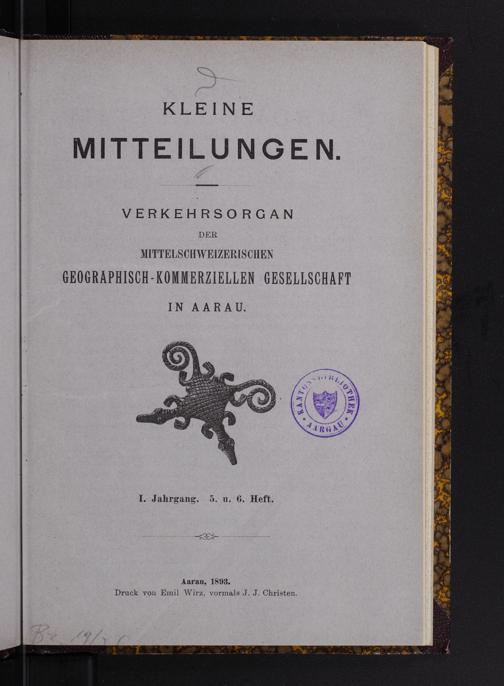 KLEINE
MITTEILUNGEN.
VERKEHRSORGAN
DER
MITTELSCHWEIZERISCHEN
GEOGRAPHISCH-KOMMERZIELLEN GESELLSCHAFT
IN AARAU.
KANTONSBIBLIOTHEK
AARGAU
I. Jahrgang. 5. u. 6. Heft.
Aarau, 1893.
Druck von Emil Wirz, vormals J. J. Christen.